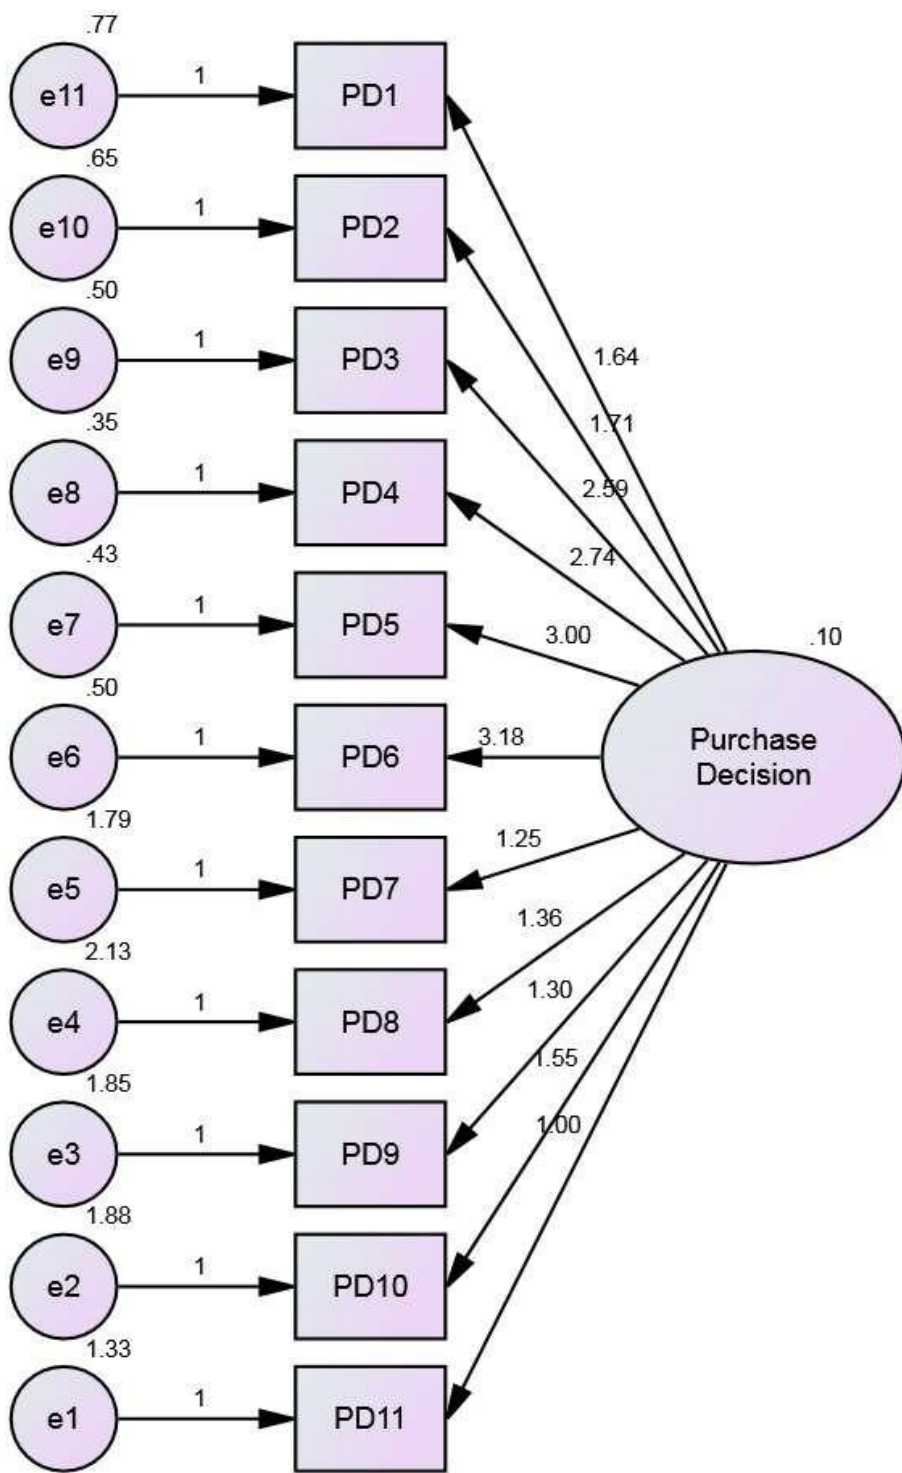 .77
e11
1
PD1
.65
e10
1
PD2
.50
e9
1
PD3
.35
e8
1
PD4
.43
e7
1
PD5
.50
e6
1
PD6
1.79
e5
1
PD7
2.13
e4
1
PD8
1.85
e3
1
PD9
1.88
e2
1
PD10
1.33
e1
1
PD11
1.64
1.71
2.59
2.74
3.00
3.18
1.25
1.36
1.30
1.55
1.00
.10
Purchase
Decision